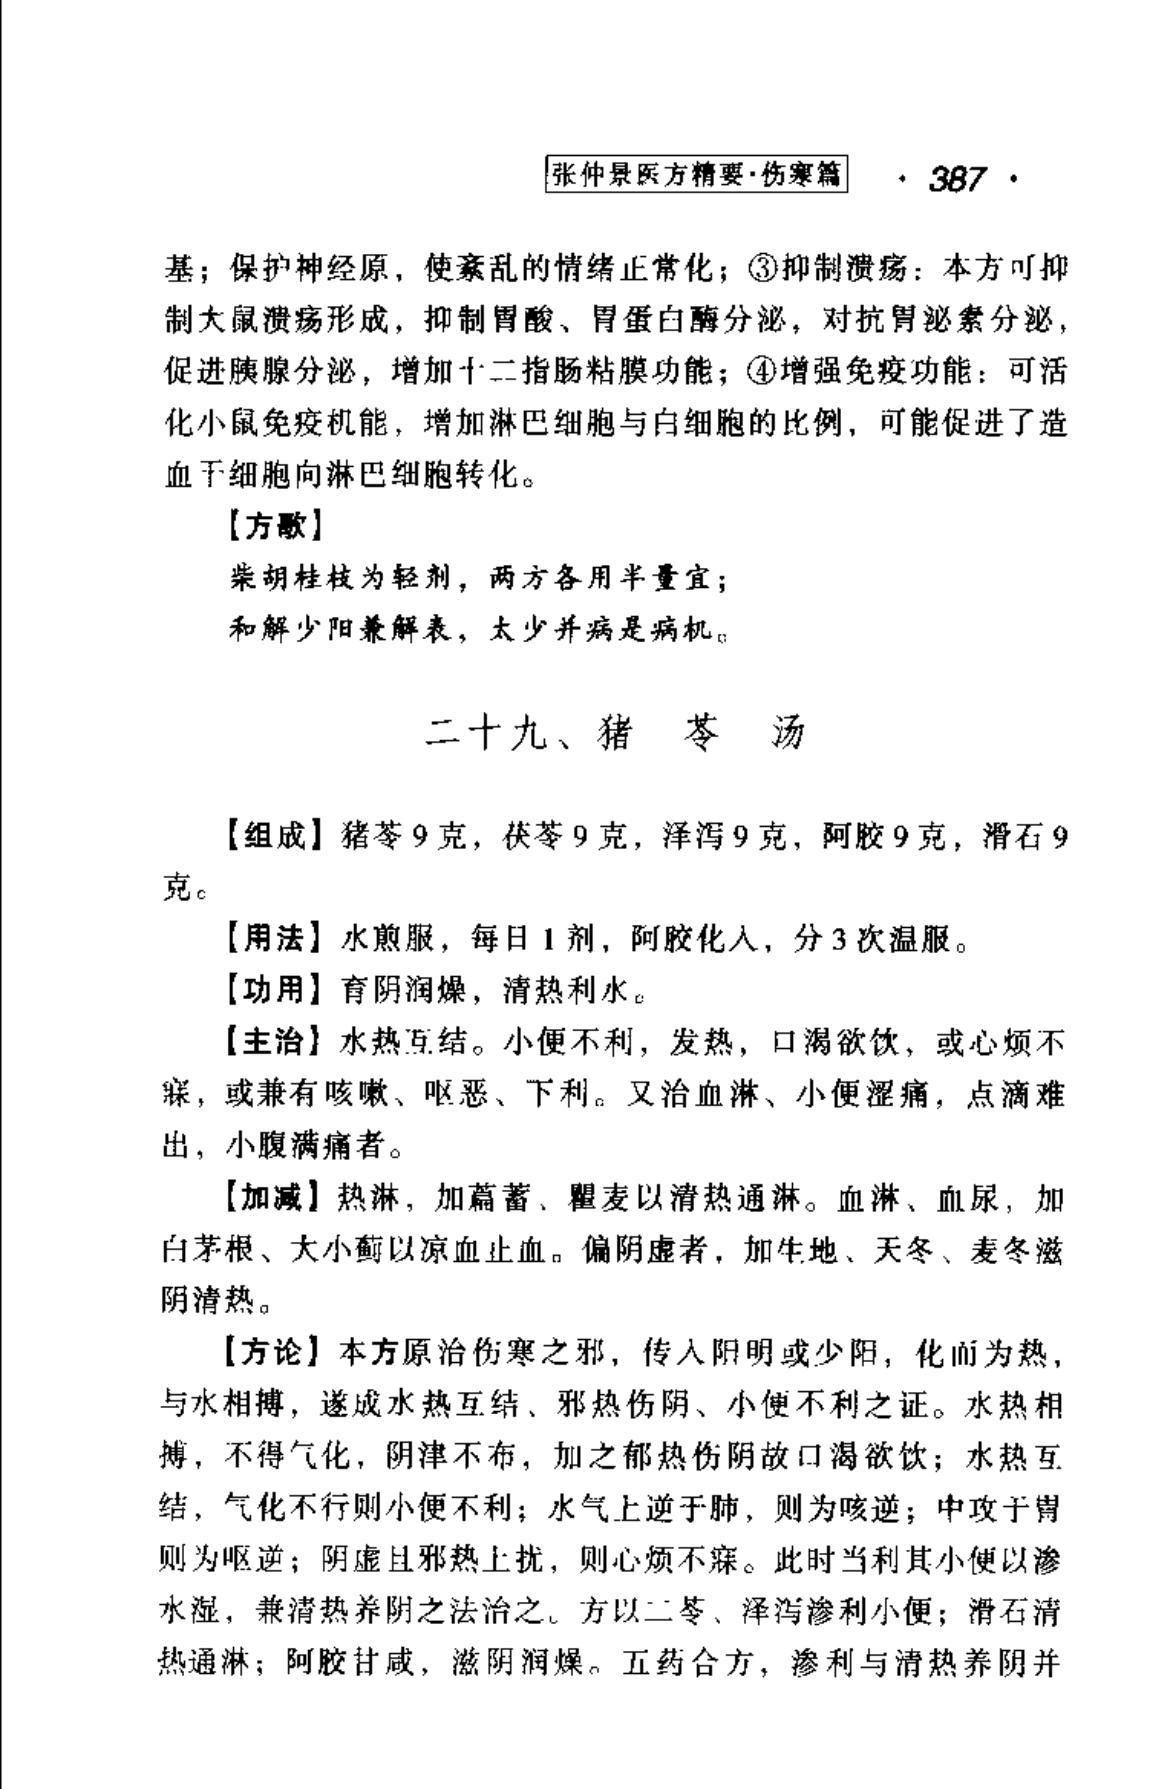 张仲景医方精要·伤寒篇 · 387 ·
基；保护神经原，使紊乱的情绪正常化；③抑制溃疡：本方可抑
制大鼠溃疡形成，抑制胃酸、胃蛋白酶分泌，对抗胃泌素分泌，
促进胰腺分泌，增加十二指肠粘膜功能；④增强免疫功能：可活
化小鼠免疫机能，增加淋巴细胞与白细胞的比例，可能促进了造
血干细胞向淋巴细胞转化。
【方歌】
柴胡桂枝为轻剂，两方各用半量宜；
和解少阳兼解表，太少并病是病机。
二十九、猪 苓 汤
【组成】猪苓9克，茯苓9克，泽泻9克，阿胶9克，滑石9
克。
【用法】水煎服，每日1剂，阿胶化入，分3次温服。
【功用】育阴润燥，清热利水。
【主治】水热互结。小便不利，发热，口渴欲饮，或心烦不
寐，或兼有咳嗽、呕恶、下利。又治血淋、小便涩痛，点滴难
出，小腹满痛者。
【加减】热淋，加萹蓄、瞿麦以清热通淋。血淋、血尿，加
白茅根、大小蓟以凉血止血。偏阴虚者，加生地、天冬、麦冬滋
阴清热。
【方论】本方原治伤寒之邪，传入阳明或少阳，化而为热，
与水相搏，遂成水热互结、邪热伤阴、小便不利之证。水热相
搏，不得气化，阴津不布，加之郁热伤阴故口渴欲饮；水热互
结，气化不行则小便不利；水气上逆于肺，则为咳逆；中攻于胃
则为呕逆；阴虚且邪热上扰，则心烦不寐。此时当利其小便以渗
水湿，兼清热养阴之法治之。方以二苓、泽泻渗利小便；滑石清
热通淋；阿胶甘咸，滋阴润燥。五药合方，渗利与清热养阴并